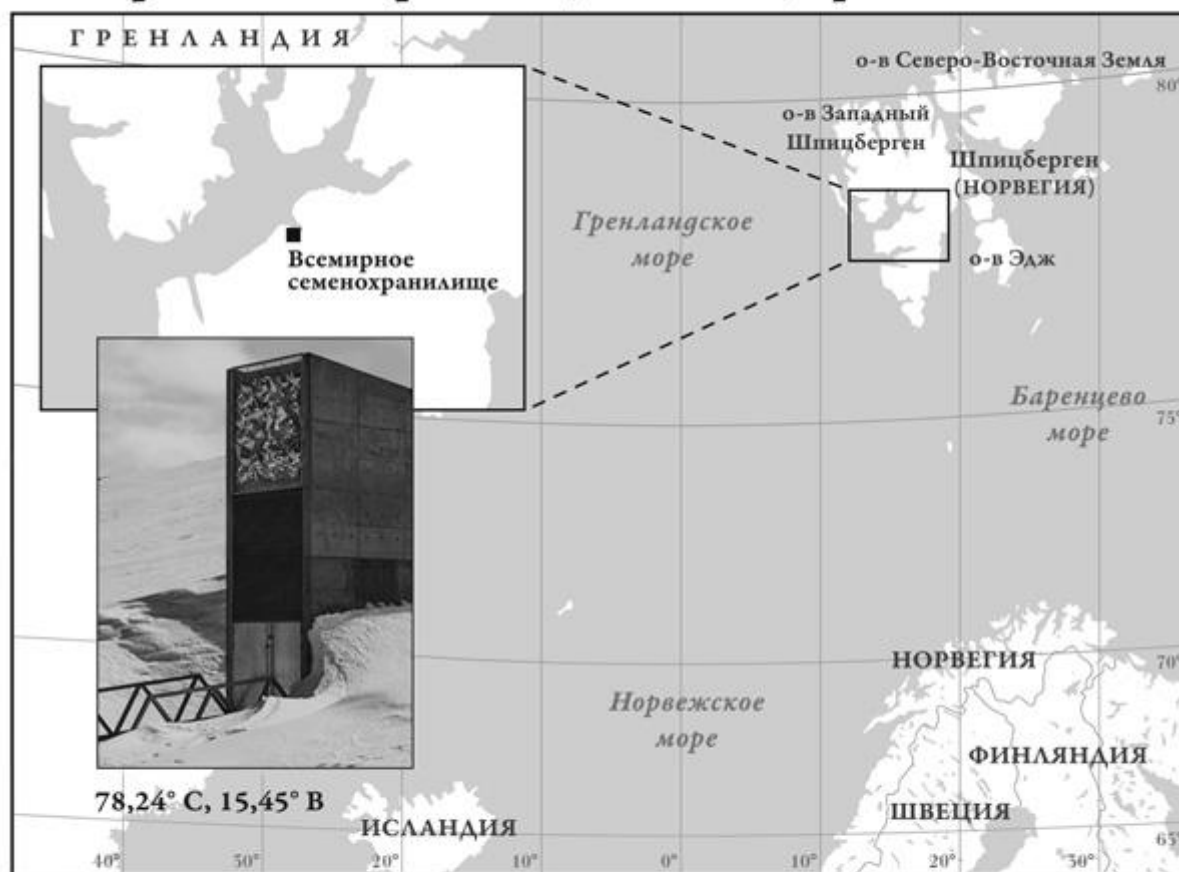 ГРЕНЛАНДИЯ
о-в Северо-Восточная Земля
80°
о-в Западный
Шпицберген
Шпицберген
(НОРВЕГИЯ)
Гренландское
море
о-в Эдж
Всемирное
семенохранилище
Баренцево
море
75°
НОРВЕГИЯ
70°
Норвежское
море
ФИНЛЯНДИЯ
78,24° С, 15,45° В
ШВЕЦИЯ
ИСЛАНДИЯ
65°
40°
30°
20°
10°
0°
10°
20°
30°